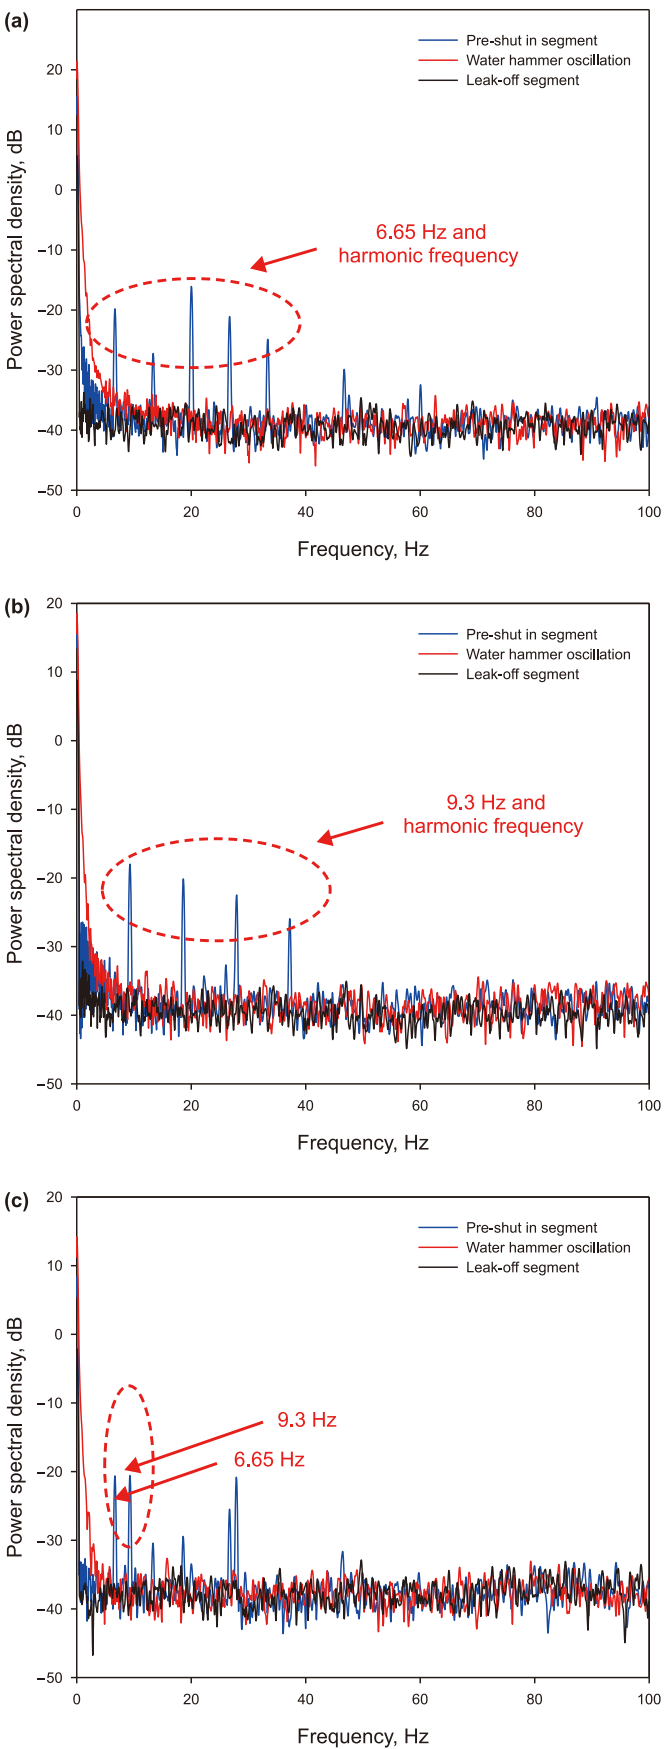 (a)
Pre-shut in segment
Water hammer oscillation
Leak-off segment
20
10
0
–10
–20
–30
–40
–50
Power spectral density, dB
6.65 Hz and
harmonic frequency
0
20
40
60
80
100
Frequency, Hz
(b)
Pre-shut in segment
Water hammer oscillation
Leak-off segment
20
10
0
–10
–20
–30
–40
–50
Power spectral density, dB
9.3 Hz and
harmonic frequency
0
20
40
60
80
100
Frequency, Hz
(c)
Pre-shut in segment
Water hammer oscillation
Leak-off segment
20
10
0
–10
–20
–30
–40
–50
Power spectral density, dB
9.3 Hz
6.65 Hz
0
20
40
60
80
100
Frequency, Hz